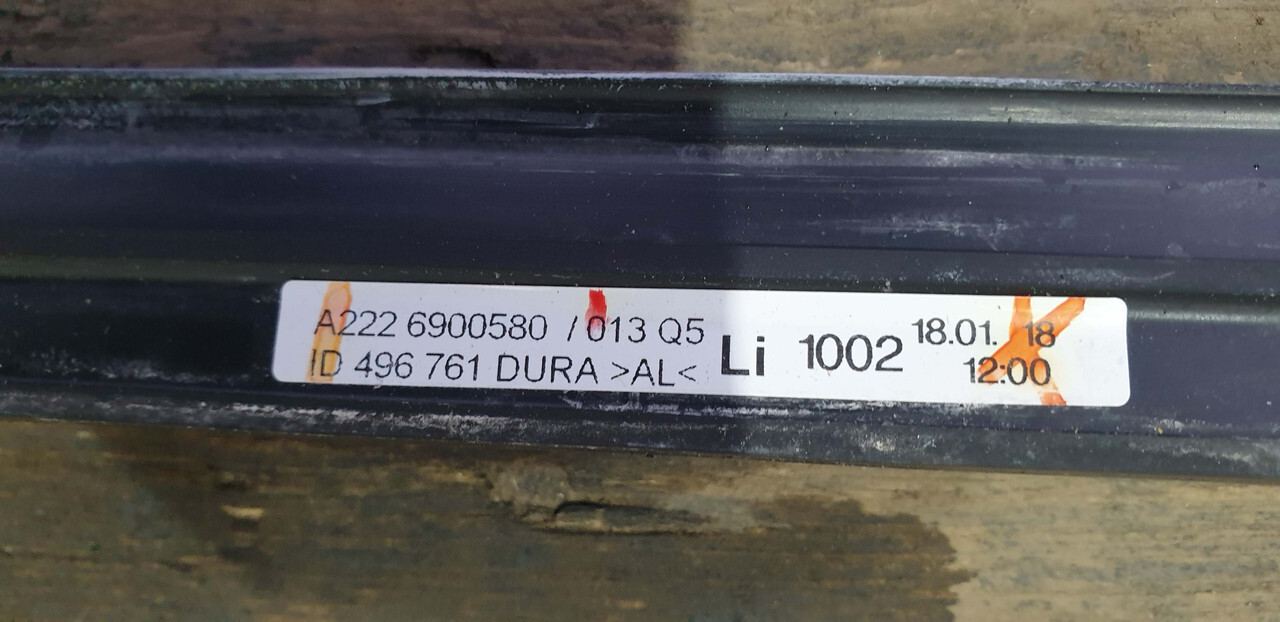 A222 6900580 /013 Q5
ID 496 761 DURA >AL<
Li 1002
18.01. 18
12:00